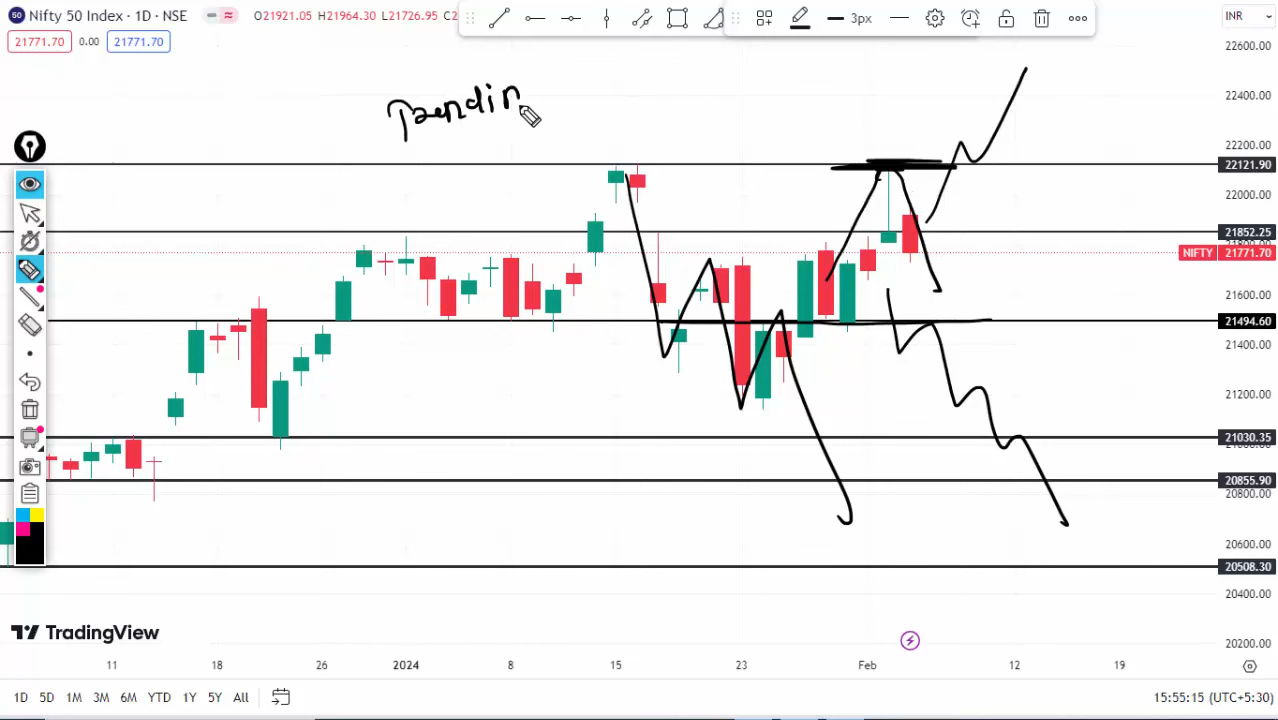 Nifty 50 Index · 1D · NSE O21921.05 H21964.30 L21726.95 C2
21771.70 0.00 21771.70
3px
INR
22600.00
22400.00
22200.00
22121.90
22000.00
21852.25
NIFTY 21771.70
21600.00
21494.60
21400.00
21200.00
21030.35
20855.90
20800.00
20600.00
20508.30
20400.00
20200.00
TradingView
11 18 26 2024 8 15 23 Feb 12 19
1D 5D 1M 3M 6M YTD 1Y 5Y All
15:55:15 (UTC+5:30)